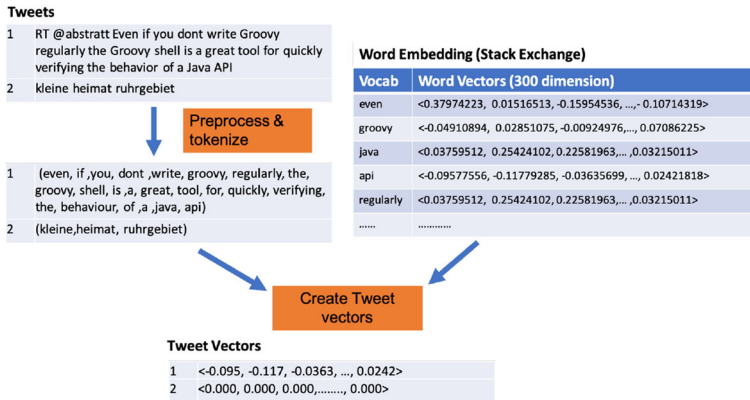 Tweets
1 RT @abstratt Even if you dont write Groovy
regularly the Groovy shell is a great tool for quickly
verifying the behavior of a Java API
2 kleine heimat ruhrgebiet
Preprocess &
tokenize
1 (even, if ,you, dont ,write, groovy, regularly, the,
groovy, shell, is ,a, great, tool, for, quickly, verifying,
the, behaviour, of ,a ,java, api)
2 (kleine,heimat, ruhrgebiet)
Word Embedding (Stack Exchange)
Vocab Word Vectors (300 dimension)
even <0.37974223, 0.01516513, -0.15954536, ...,- 0.10714319>
groovy <-0.04910894, 0.02851075, -0.00924976,..., 0.07086225>
java <0.03759512, 0.25424102, 0.22581963,... ,0.03215011>
api <-0.09577556, -0.11779285, -0.03635699, ... , 0.02421818>
regularly <0.03759512, 0.25424102, 0.22581963,... ,0.03215011>
...... ............
Create Tweet
vectors
Tweet Vectors
1 <-0.095, -0.117, -0.0363, ..., 0.0242>
2 <0.000, 0.000, 0.000,........, 0.000>